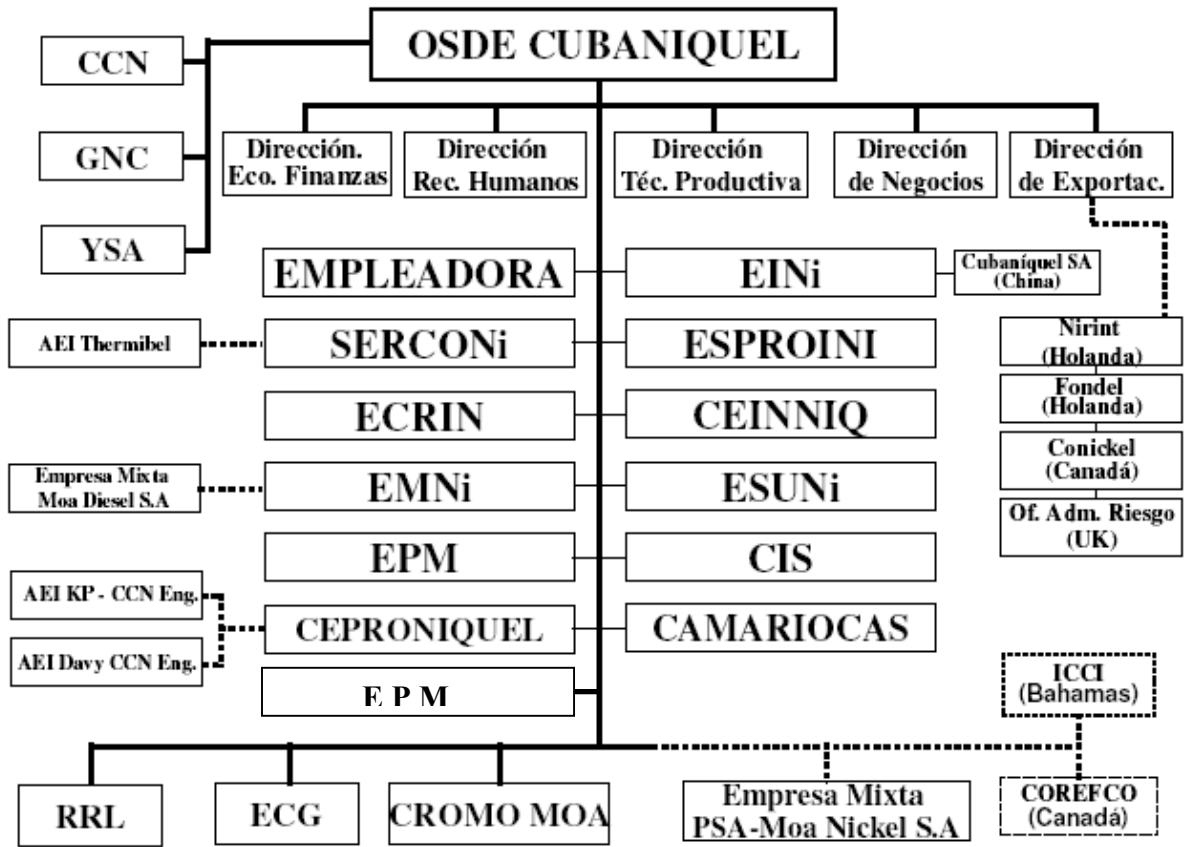 OSDE CUBANIQUEL
CCN
GNC
YSA
Dirección.
Eco. Finanzas
Dirección
Rec. Humanos
Dirección
Téc. Productiva
Dirección
de Negocios
Dirección
de Exportac.
EMPLEADORA
EINi
Cubaníquel SA
(China)
AEI Thermibel
SERCONi
ESPROINI
Nirint
(Holanda)
Fondel
(Holanda)
Conickel
(Canadá)
Of. Adm. Riesgo
(UK)
ECRIN
CEINNIQ
Empresa Mixta
Moa Diesel S.A
EMNi
ESUNi
EPM
CIS
AEI KP - CCN Eng.
AEI Davy CCN Eng.
CEPRONIQUEL
CAMARIOCAS
E P M
ICCI
(Bahamas)
RRL
ECG
CROMO MOA
Empresa Mixta
PSA-Moa Nickel S.A
COREFCO
(Canadá)